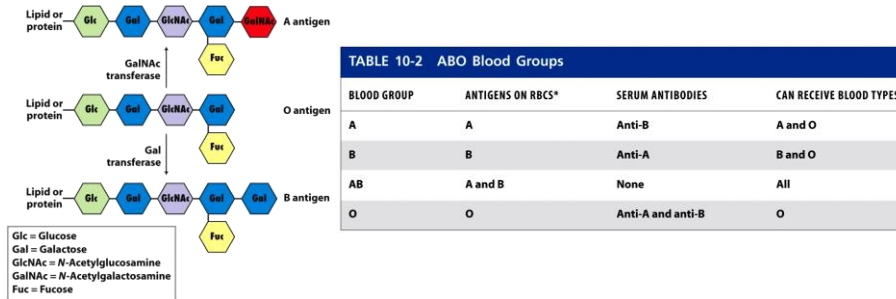 Lipid or
protein
Glc
Gal
GlcNAc
Gal
GalNAc
Fuc
A antigen
GalNAc
transferase
Lipid or
protein
Glc
Gal
GlcNAc
Gal
Fuc
O antigen
Gal
transferase
Lipid or
protein
Glc
Gal
GlcNAc
Gal
Gal
Fuc
B antigen
Glc = Glucose
Gal = Galactose
GlcNAc = N-Acetylglucosamine
GalNAc = N-Acetylgalactosamine
Fuc = Fucose
TABLE 10-2 ABO Blood Groups
BLOOD GROUP ANTIGENS ON RBCS* SERUM ANTIBODIES CAN RECEIVE BLOOD TYPES
A A Anti-B A and O
B B Anti-A B and O
AB A and B None All
O O Anti-A and anti-B O